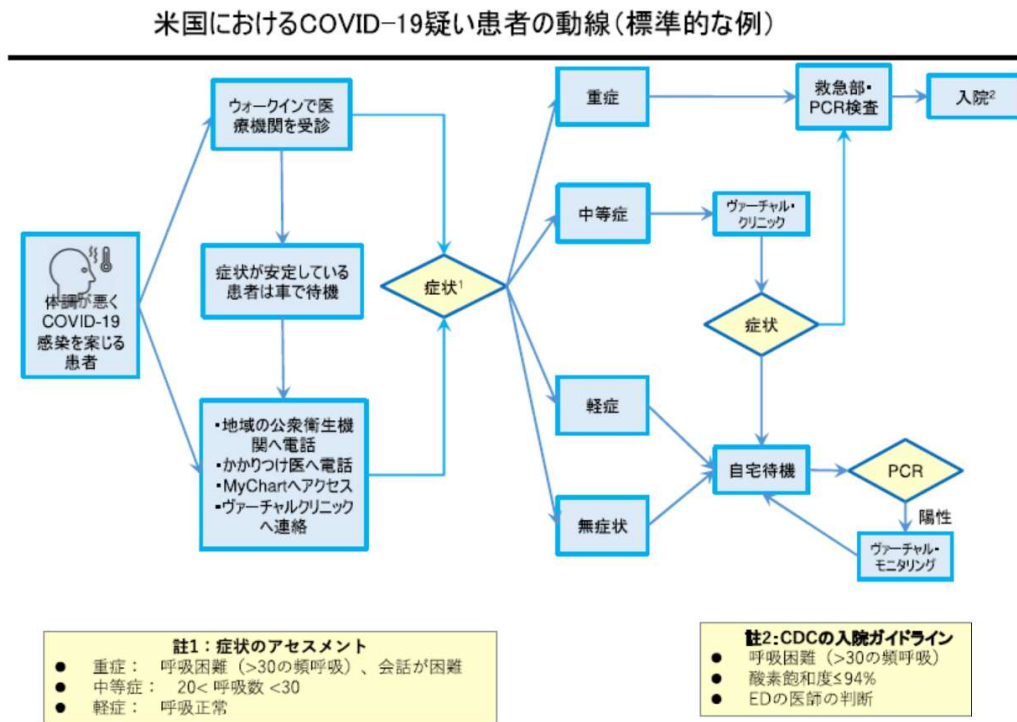 米国におけるCOVID-19疑い患者の動線(標準的な例)
体調が悪く
COVID-19
感染を案じる
患者
ウォークインで医
療機関を受診
症状が安定している
患者は車で待機
・地域の公衆衛生機
関へ電話
・かかりつけ医へ電話
・MyChartへアクセス
・ヴァーチャルクリニック
へ連絡
症状¹
重症
中等症
軽症
無症状
救急部・
PCR検査
入院²
ヴァーチャル・
クリニック
症状
自宅待機
PCR
陽性
ヴァーチャル・
モニタリング
註1:症状のアセスメント
● 重症: 呼吸困難(>30の頻呼吸)、会話が困難
● 中等症: 20< 呼吸数 <30
● 軽症: 呼吸正常
註2:CDCの入院ガイドライン
● 呼吸困難(>30の頻呼吸)
● 酸素飽和度≤94%
● EDの医師の判断